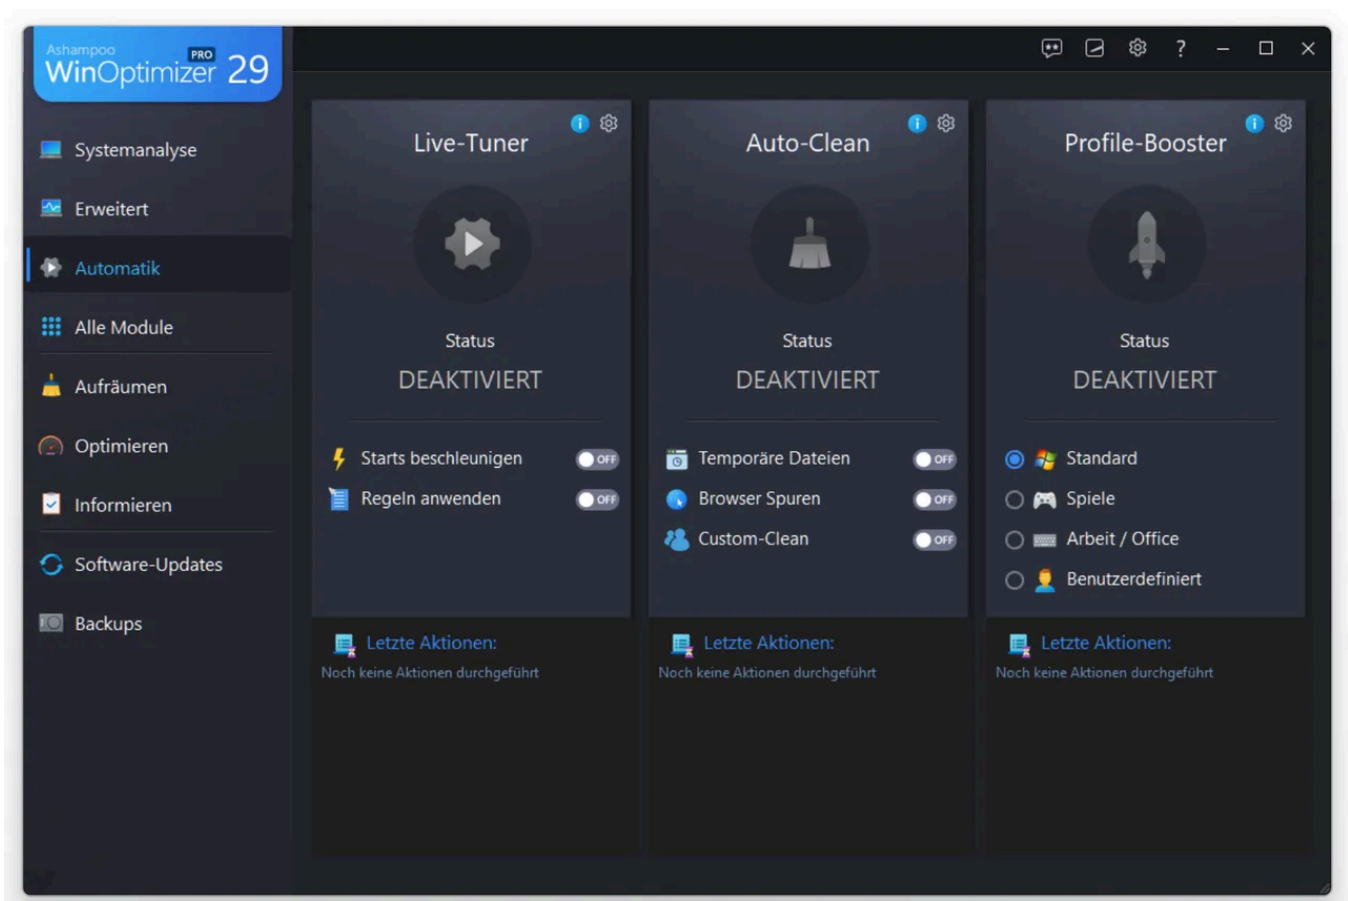 Ashampoo
WinOptimizer PRO 29
?
Systemanalyse
Erweitert
Automatik
Alle Module
Aufräumen
Optimieren
Informieren
Software-Updates
Backups
Live-Tuner
Status
DEAKTIVIERT
Starts beschleunigen OFF
Regeln anwenden OFF
Letzte Aktionen:
Noch keine Aktionen durchgeführt
Auto-Clean
Status
DEAKTIVIERT
Temporäre Dateien OFF
Browser Spuren OFF
Custom-Clean OFF
Letzte Aktionen:
Noch keine Aktionen durchgeführt
Profile-Booster
Status
DEAKTIVIERT
Standard
Spiele
Arbeit / Office
Benutzerdefiniert
Letzte Aktionen:
Noch keine Aktionen durchgeführt